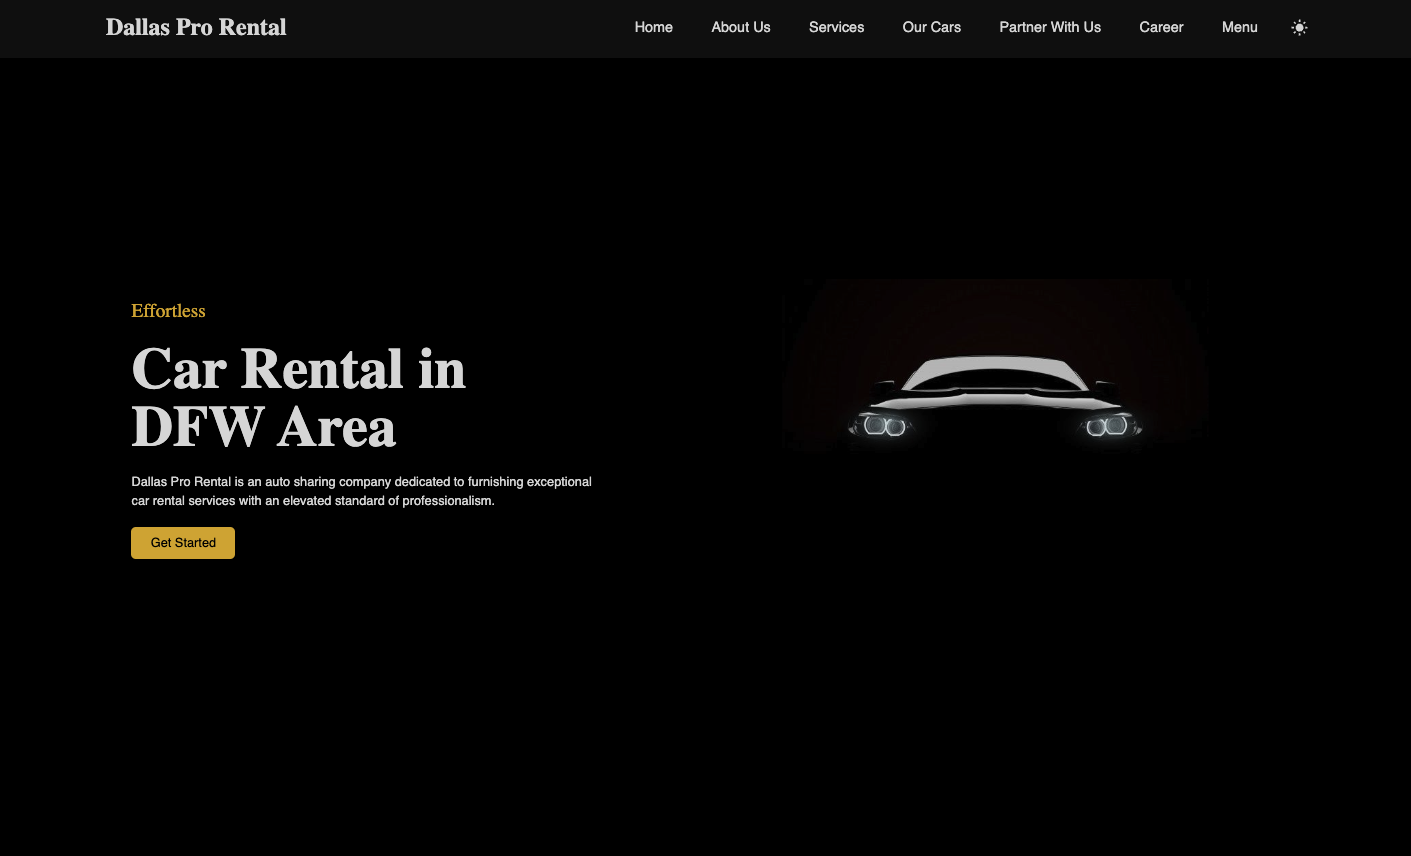 Dallas Pro Rental
Home About Us Services Our Cars Partner With Us Career Menu
Effortless
Car Rental in
DFW Area
Dallas Pro Rental is an auto sharing company dedicated to furnishing exceptional
car rental services with an elevated standard of professionalism.
Get Started